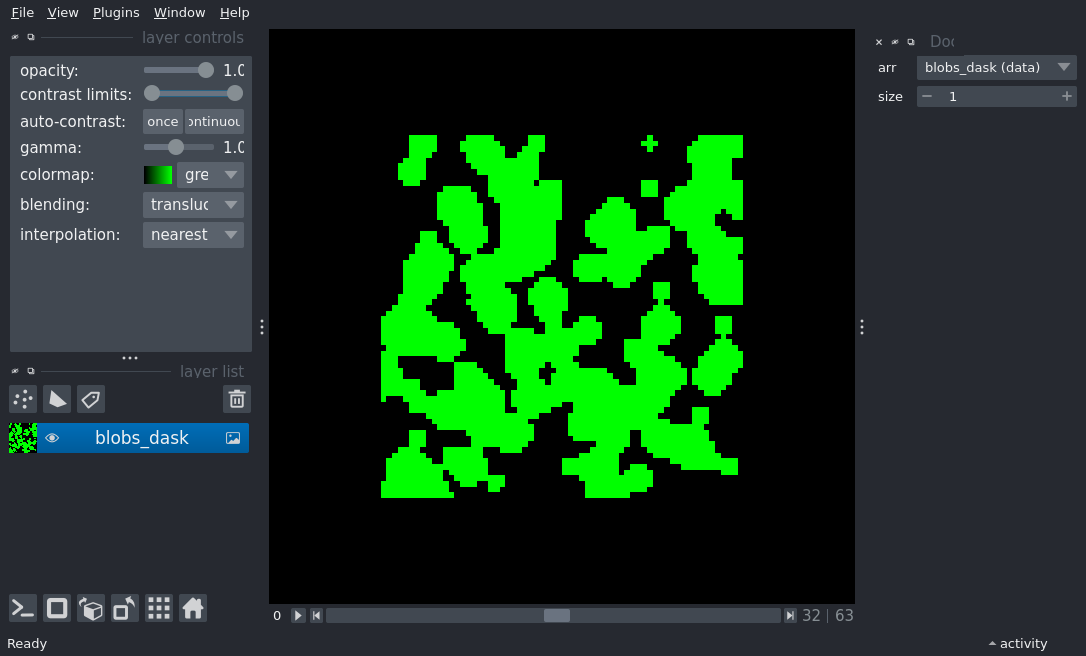 File View Plugins Window Help
layer controls
opacity: 1.0
contrast limits:
auto-contrast: once ontinuou
gamma: 1.0
colormap: gre
blending: transluc
interpolation: nearest
layer list
blobs_dask
0 32 | 63
Ready
Doc
arr blobs_dask (data)
size − 1 +
activity